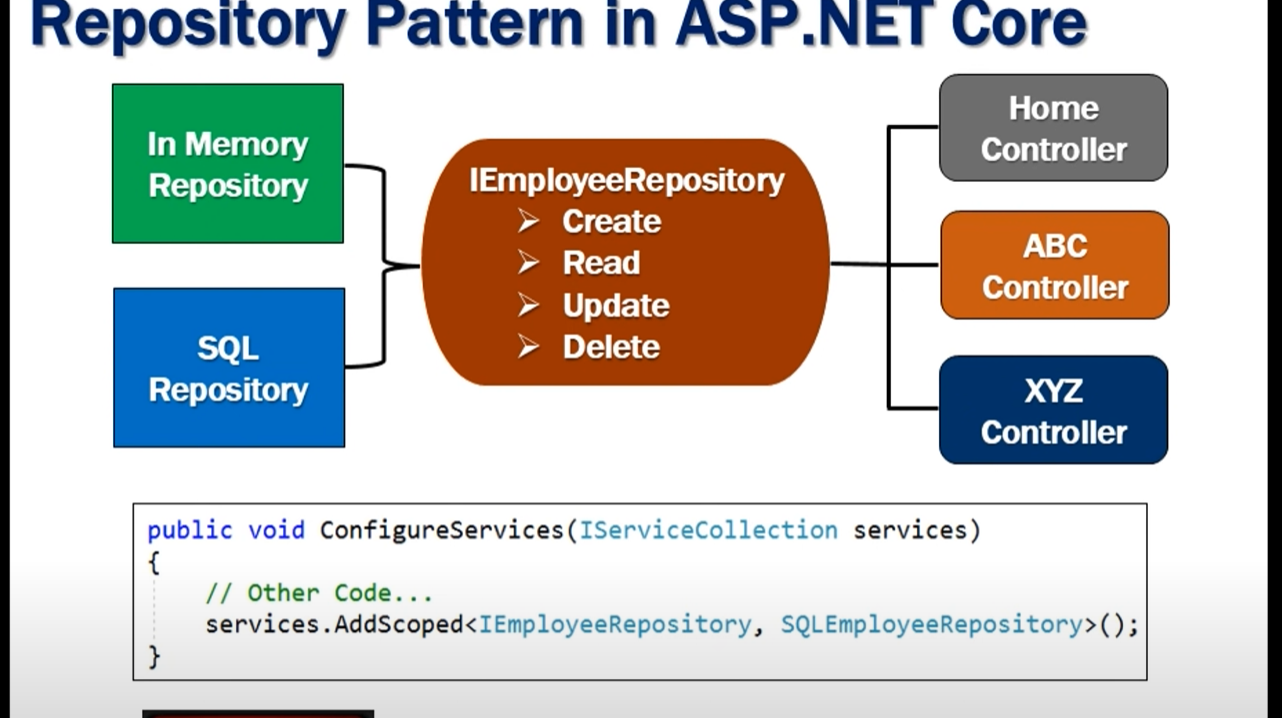 Repository Pattern in ASP.NET Core
In Memory
Repository
SQL
Repository
IEmployeeRepository
➢ Create
➢ Read
➢ Update
➢ Delete
Home
Controller
ABC
Controller
XYZ
Controller
public void ConfigureServices(IServiceCollection services)
{
    // Other Code...
    services.AddScoped<IEmployeeRepository, SQLEmployeeRepository>();
}